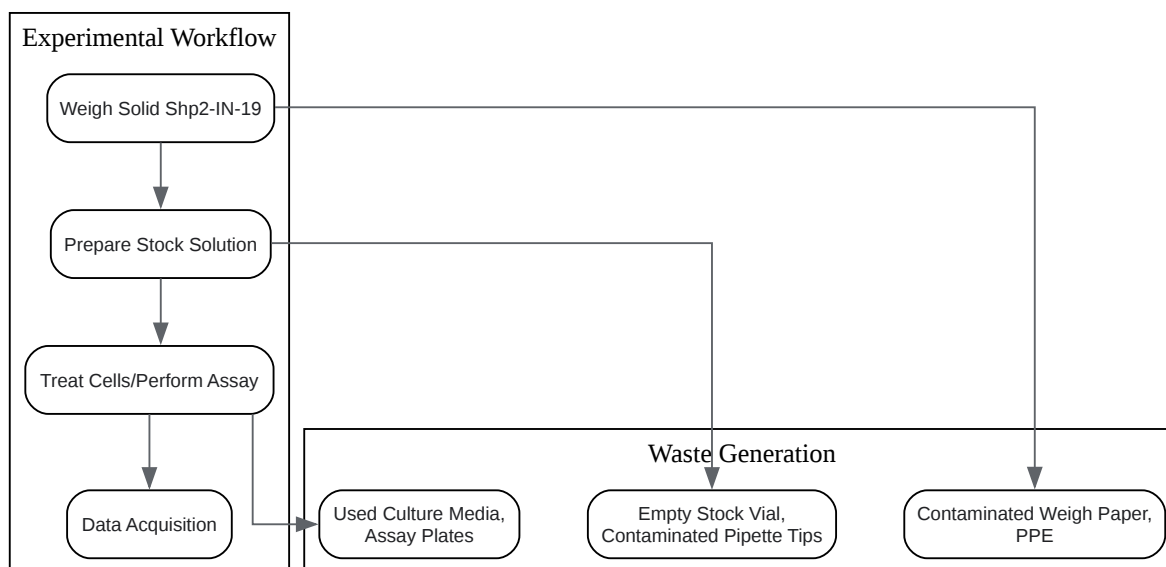 Experimental Workflow
Weigh Solid Shp2-IN-19
Prepare Stock Solution
Treat Cells/Perform Assay
Data Acquisition
Waste Generation
Used Culture Media,
Assay Plates
Empty Stock Vial,
Contaminated Pipette Tips
Contaminated Weigh Paper,
PPE